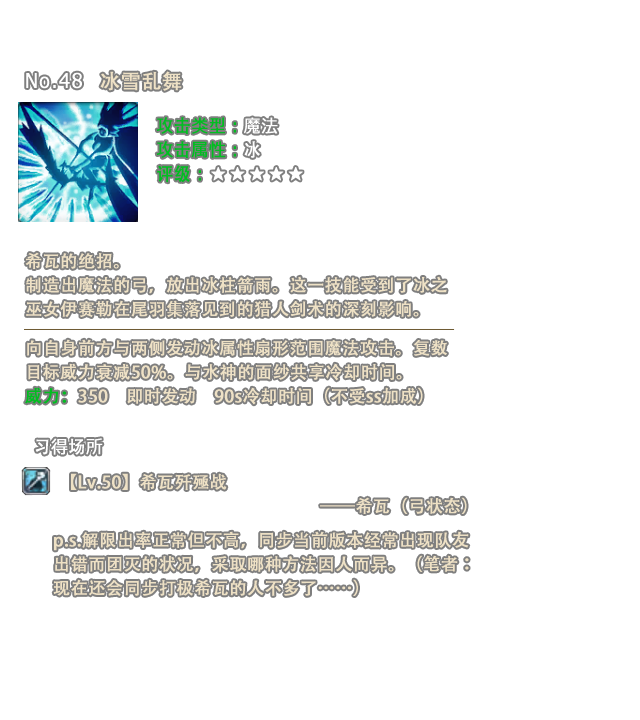 No.48 冰雪乱舞
攻击类型：魔法
攻击属性：冰
评级：☆☆☆☆☆
希瓦的绝招。
制造出魔法的弓，放出冰柱箭雨。这一技能受到了冰之
巫女伊赛勒在尾羽集落见到的猎人剑术的深刻影响。
向自身前方与两侧发动冰属性扇形范围魔法攻击。复数
目标威力衰减50%。与水神的面纱共享冷却时间。
威力：350 即时发动 90s冷却时间（不受ss加成）
习得场所
【Lv.50】希瓦歼殛战
——希瓦（弓状态）
p.s.解限出率正常但不高，同步当前版本经常出现队友
出错而团灭的状况，采取哪种方法因人而异。（笔者：
现在还会同步打极希瓦的人不多了……）